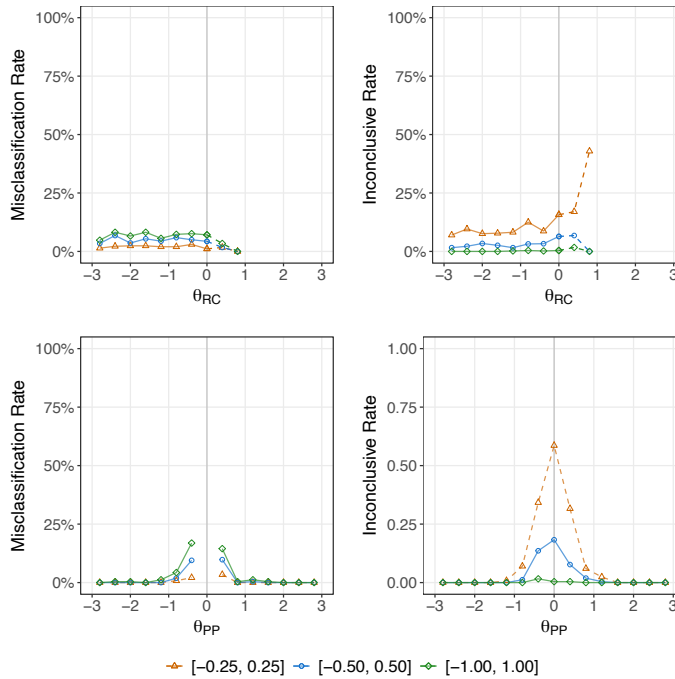 Misclassification Rate
100%
75%
50%
25%
0%
−3 −2 −1 0 1 2 3
θRC
Inconclusive Rate
100%
75%
50%
25%
0%
−3 −2 −1 0 1 2 3
θRC
Misclassification Rate
100%
75%
50%
25%
0%
−3 −2 −1 0 1 2 3
θPP
Inconclusive Rate
1.00
0.75
0.50
0.25
0.00
−3 −2 −1 0 1 2 3
θPP
[−0.25, 0.25] [−0.50, 0.50] [−1.00, 1.00]